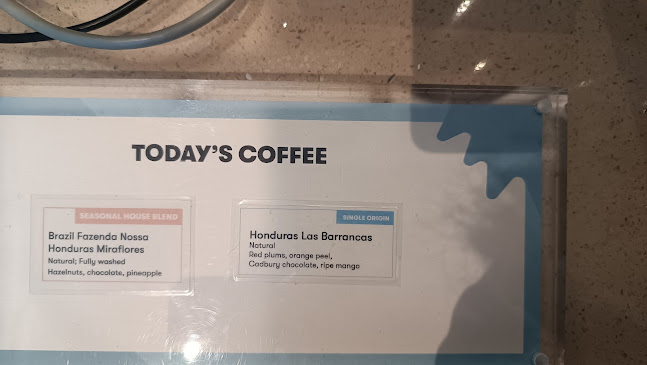 TODAY'S COFFEE
SEASONAL HOUSE BLEND
Brazil Fazenda Nossa
Honduras Miraflores
Natural; Fully washed
Hazelnuts, chocolate, pineapple
SINGLE ORIGIN
Honduras Las Barrancas
Natural
Red plums, orange peel,
Cadbury chocolate, ripe mango